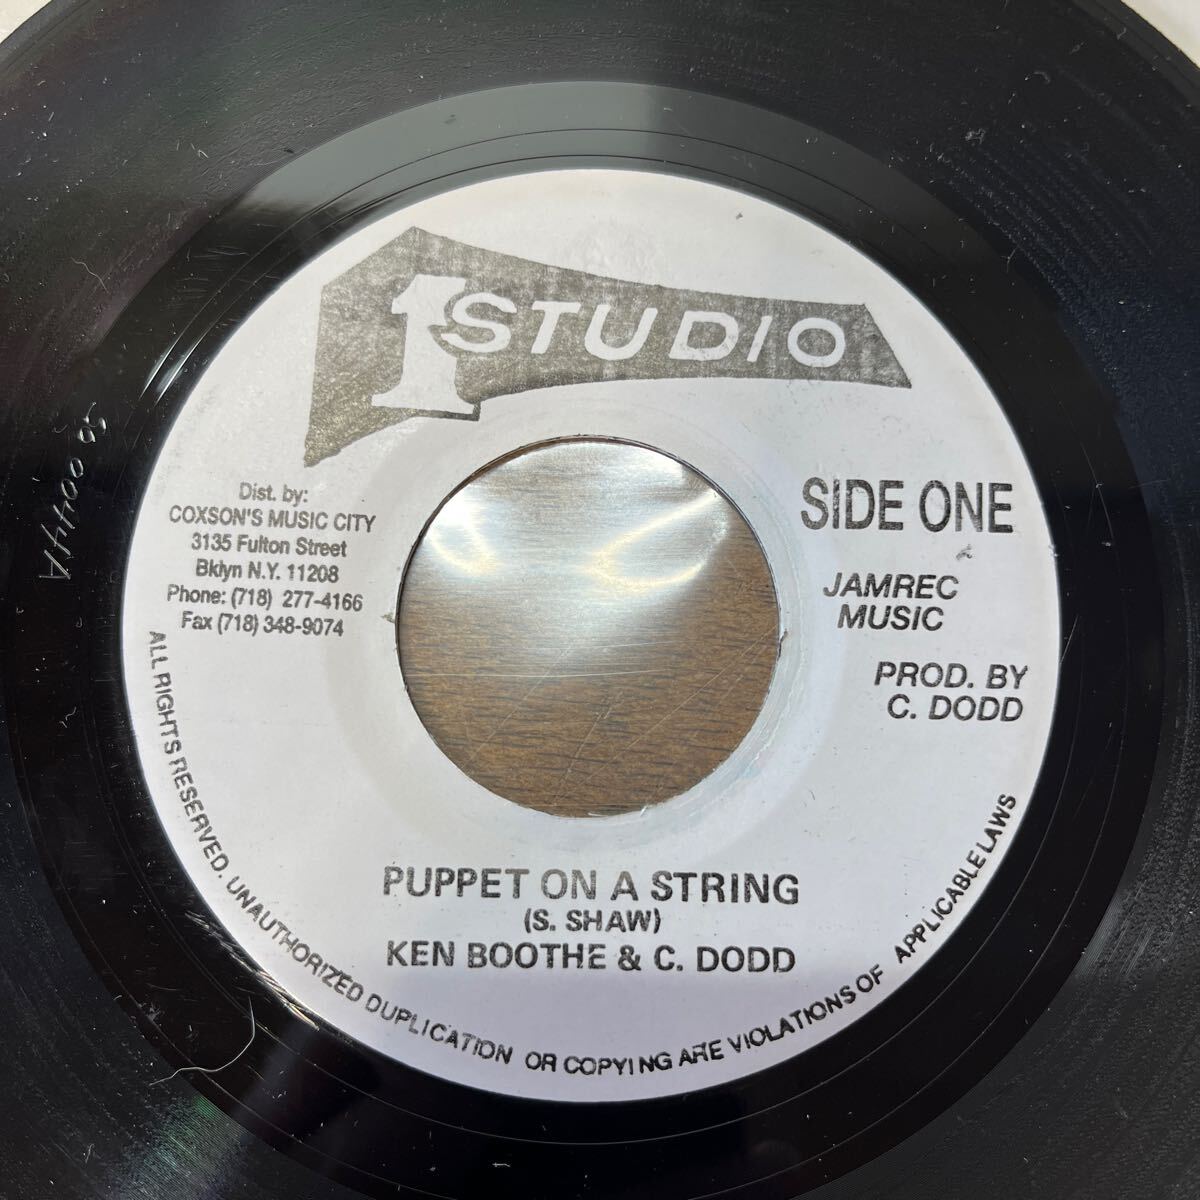 1 STUDIO
SIDE ONE
Dist. by:
COXSON'S MUSIC CITY
3135 Fulton Street
Bklyn N.Y. 11208
Phone: (718) 277-4166
Fax (718) 348-9074
JAMREC
MUSIC
PROD. BY
C. DODD
PUPPET ON A STRING
(S. SHAW)
KEN BOOTHE & C. DODD
ALL RIGHTS RESERVED. UNAUTHORIZED DUPLICATION OR COPYING ARE VIOLATIONS OF APPLICABLE LAWS